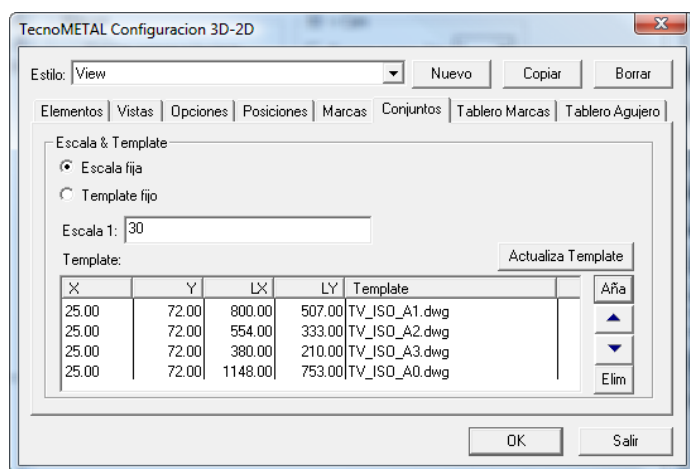 TecnoMETAL Configuracion 3D-2D
Estilo: View Nuevo Copiar Borrar
Elementos Vistas Opciones Posiciones Marcas Conjuntos Tablero Marcas Tablero Agujero
Escala & Template
Escala fija
Template fijo
Escala 1: 30
Template: Actualiza Template
X Y LX LY Template Aña
25.00 72.00 800.00 507.00 TV_ISO_A1.dwg
25.00 72.00 554.00 333.00 TV_ISO_A2.dwg
25.00 72.00 380.00 210.00 TV_ISO_A3.dwg
25.00 72.00 1148.00 753.00 TV_ISO_A0.dwg
Elim
OK Salir